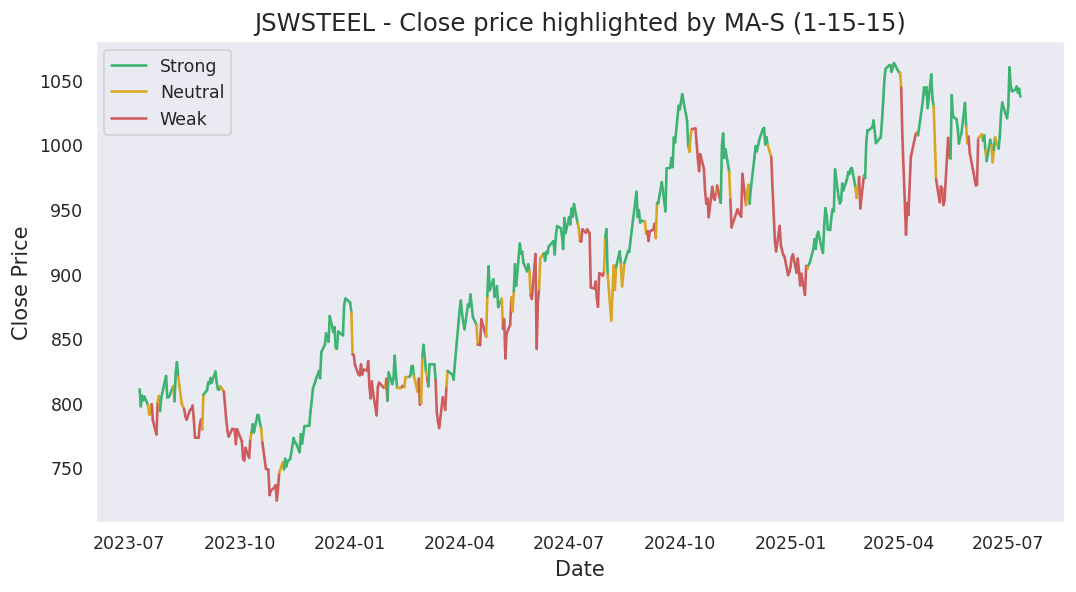 JSWSTEEL - Close price highlighted by MA-S (1-15-15)
Strong
Neutral
Weak
Close Price
1050
1000
950
900
850
800
750
2023-07 2023-10 2024-01 2024-04 2024-07 2024-10 2025-01 2025-04 2025-07
Date